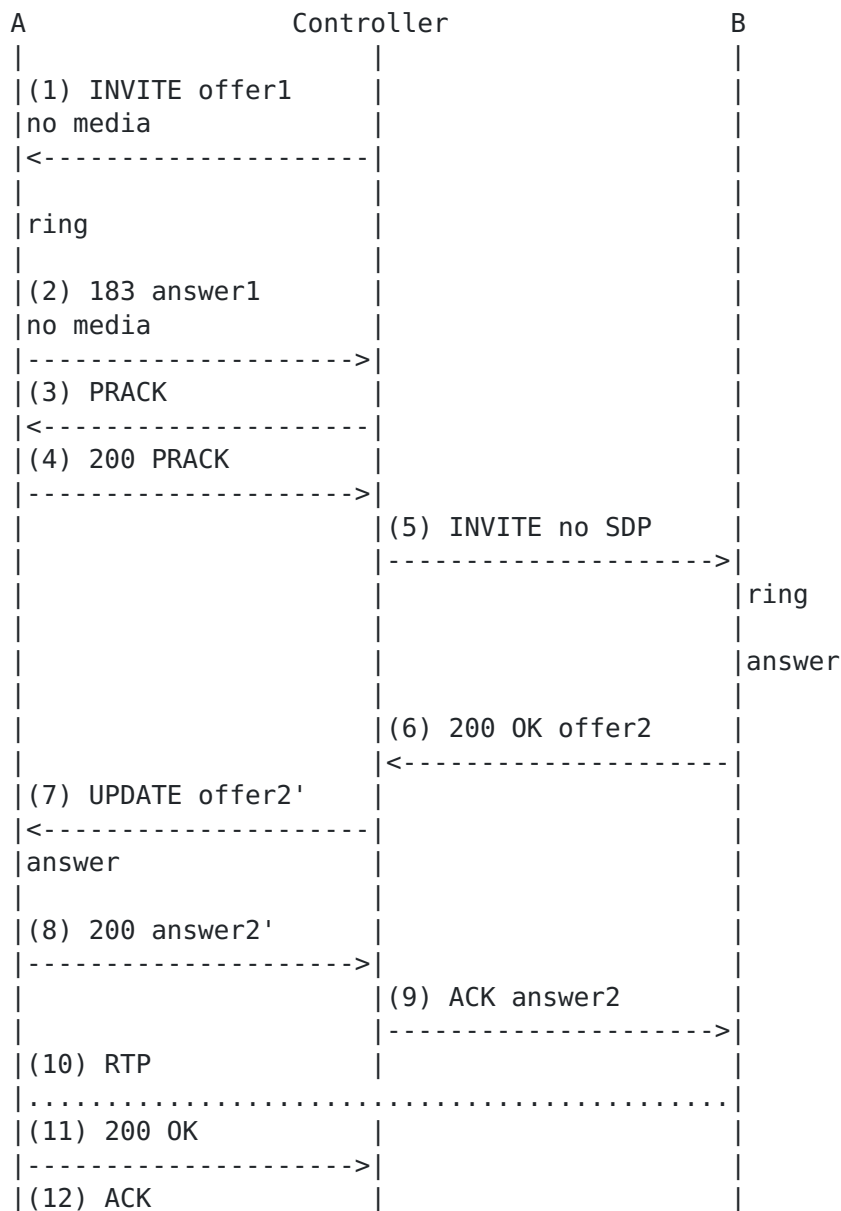 A Controller B
(1) INVITE offer1
no media
ring
(2) 183 answer1
no media
(3) PRACK
(4) 200 PRACK
(5) INVITE no SDP
ring
answer
(6) 200 OK offer2
(7) UPDATE offer2'
answer
(8) 200 answer2'
(9) ACK answer2
(10) RTP
(11) 200 OK
(12) ACK